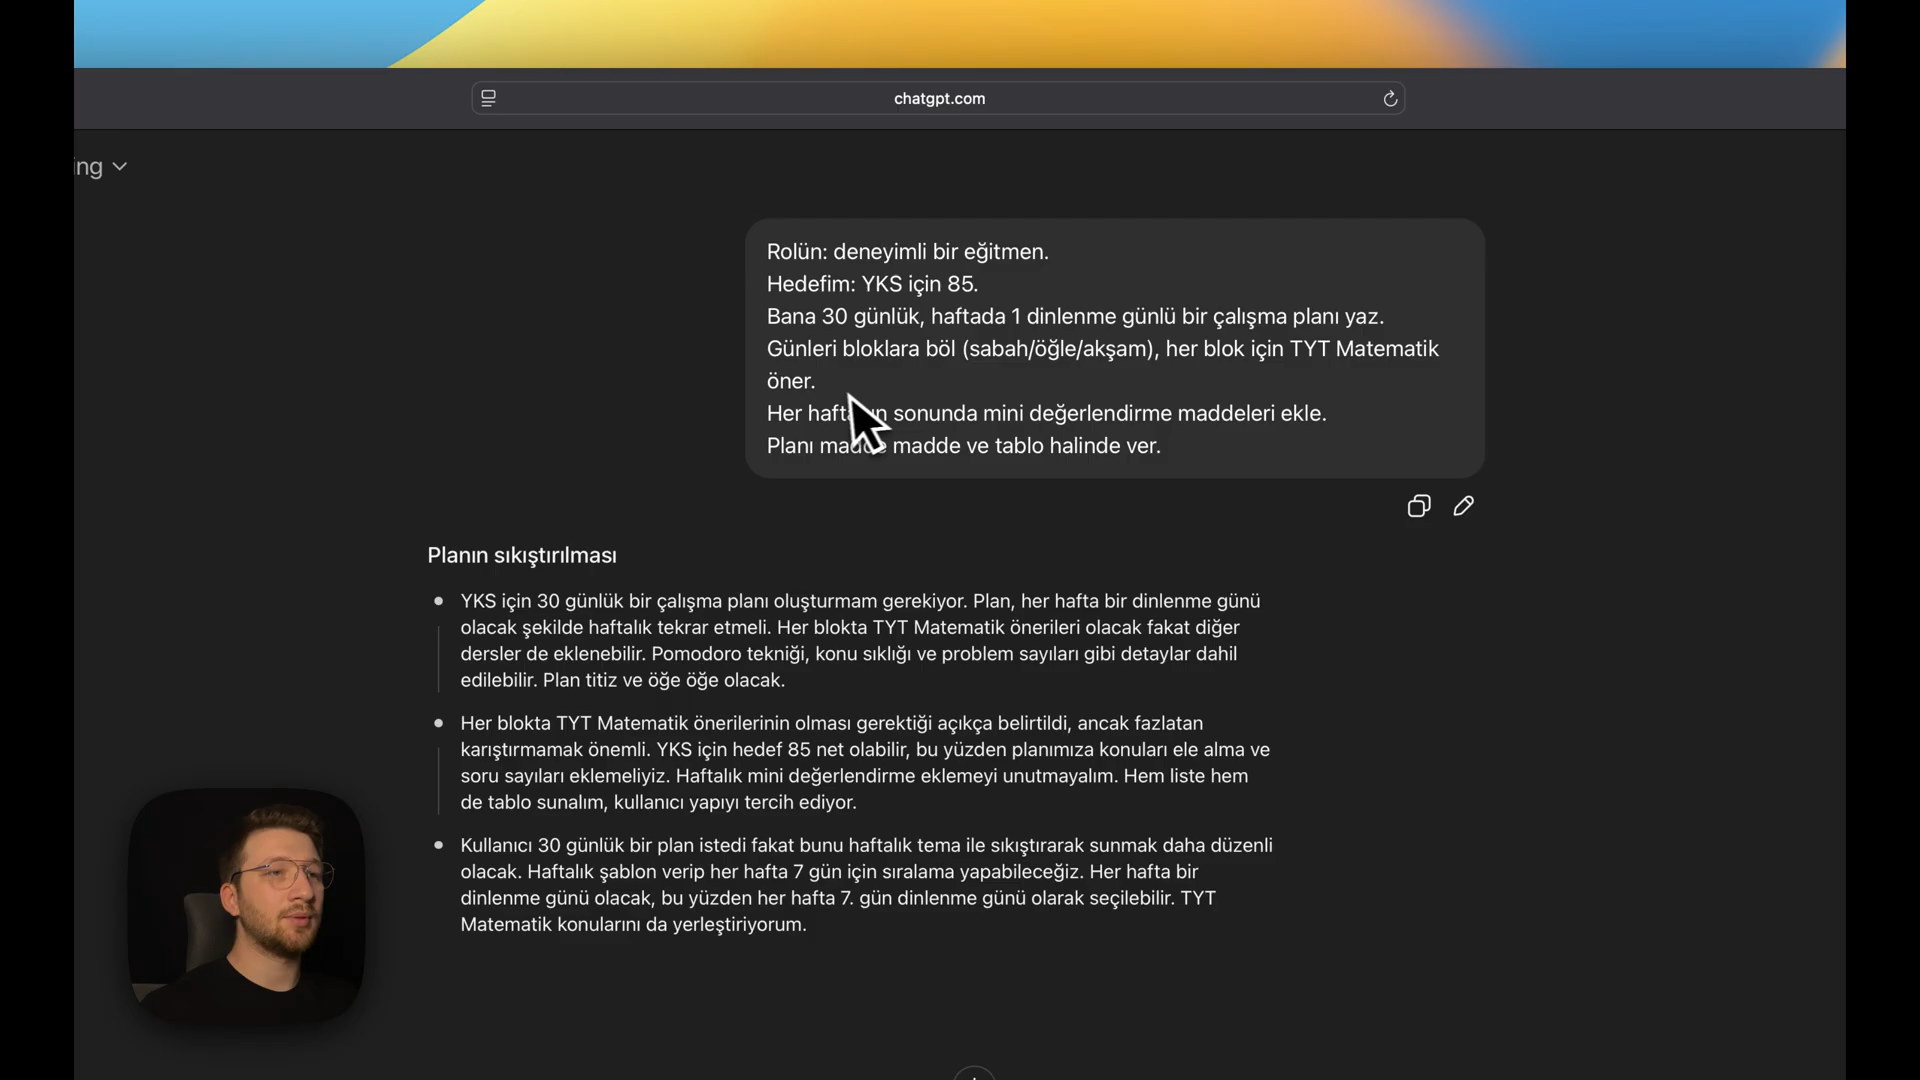 chatgpt.com
ing
Rolün: deneyimli bir eğitmen.
Hedefim: YKS için 85.
Bana 30 günlük, haftada 1 dinlenme günlü bir çalışma planı yaz.
Günleri bloklara böl (sabah/öğle/akşam), her blok için TYT Matematik
öner.
Her haftanın sonunda mini değerlendirme maddeleri ekle.
Planı madde madde ve tablo halinde ver.
Planın sıkıştırılması
YKS için 30 günlük bir çalışma planı oluşturmam gerekiyor. Plan, her hafta bir dinlenme günü
olacak şekilde haftalık tekrar etmeli. Her blokta TYT Matematik önerileri olacak fakat diğer
dersler de eklenebilir. Pomodoro tekniği, konu sıklığı ve problem sayıları gibi detaylar dahil
edilebilir. Plan titiz ve öğe öğe olacak.
Her blokta TYT Matematik önerilerinin olması gerektiği açıkça belirtildi, ancak fazlatan
karıştırmamak önemli. YKS için hedef 85 net olabilir, bu yüzden planımıza konuları ele alma ve
soru sayıları eklemeliyiz. Haftalık mini değerlendirme eklemeyi unutmayalım. Hem liste hem
de tablo sunalım, kullanıcı yapıyı tercih ediyor.
Kullanıcı 30 günlük bir plan istedi fakat bunu haftalık tema ile sıkıştırarak sunmak daha düzenli
olacak. Haftalık şablon verip her hafta 7 gün için sıralama yapabileceğiz. Her hafta bir
dinlenme günü olacak, bu yüzden her hafta 7. gün dinlenme günü olarak seçilebilir. TYT
Matematik konularını da yerleştiriyorum.